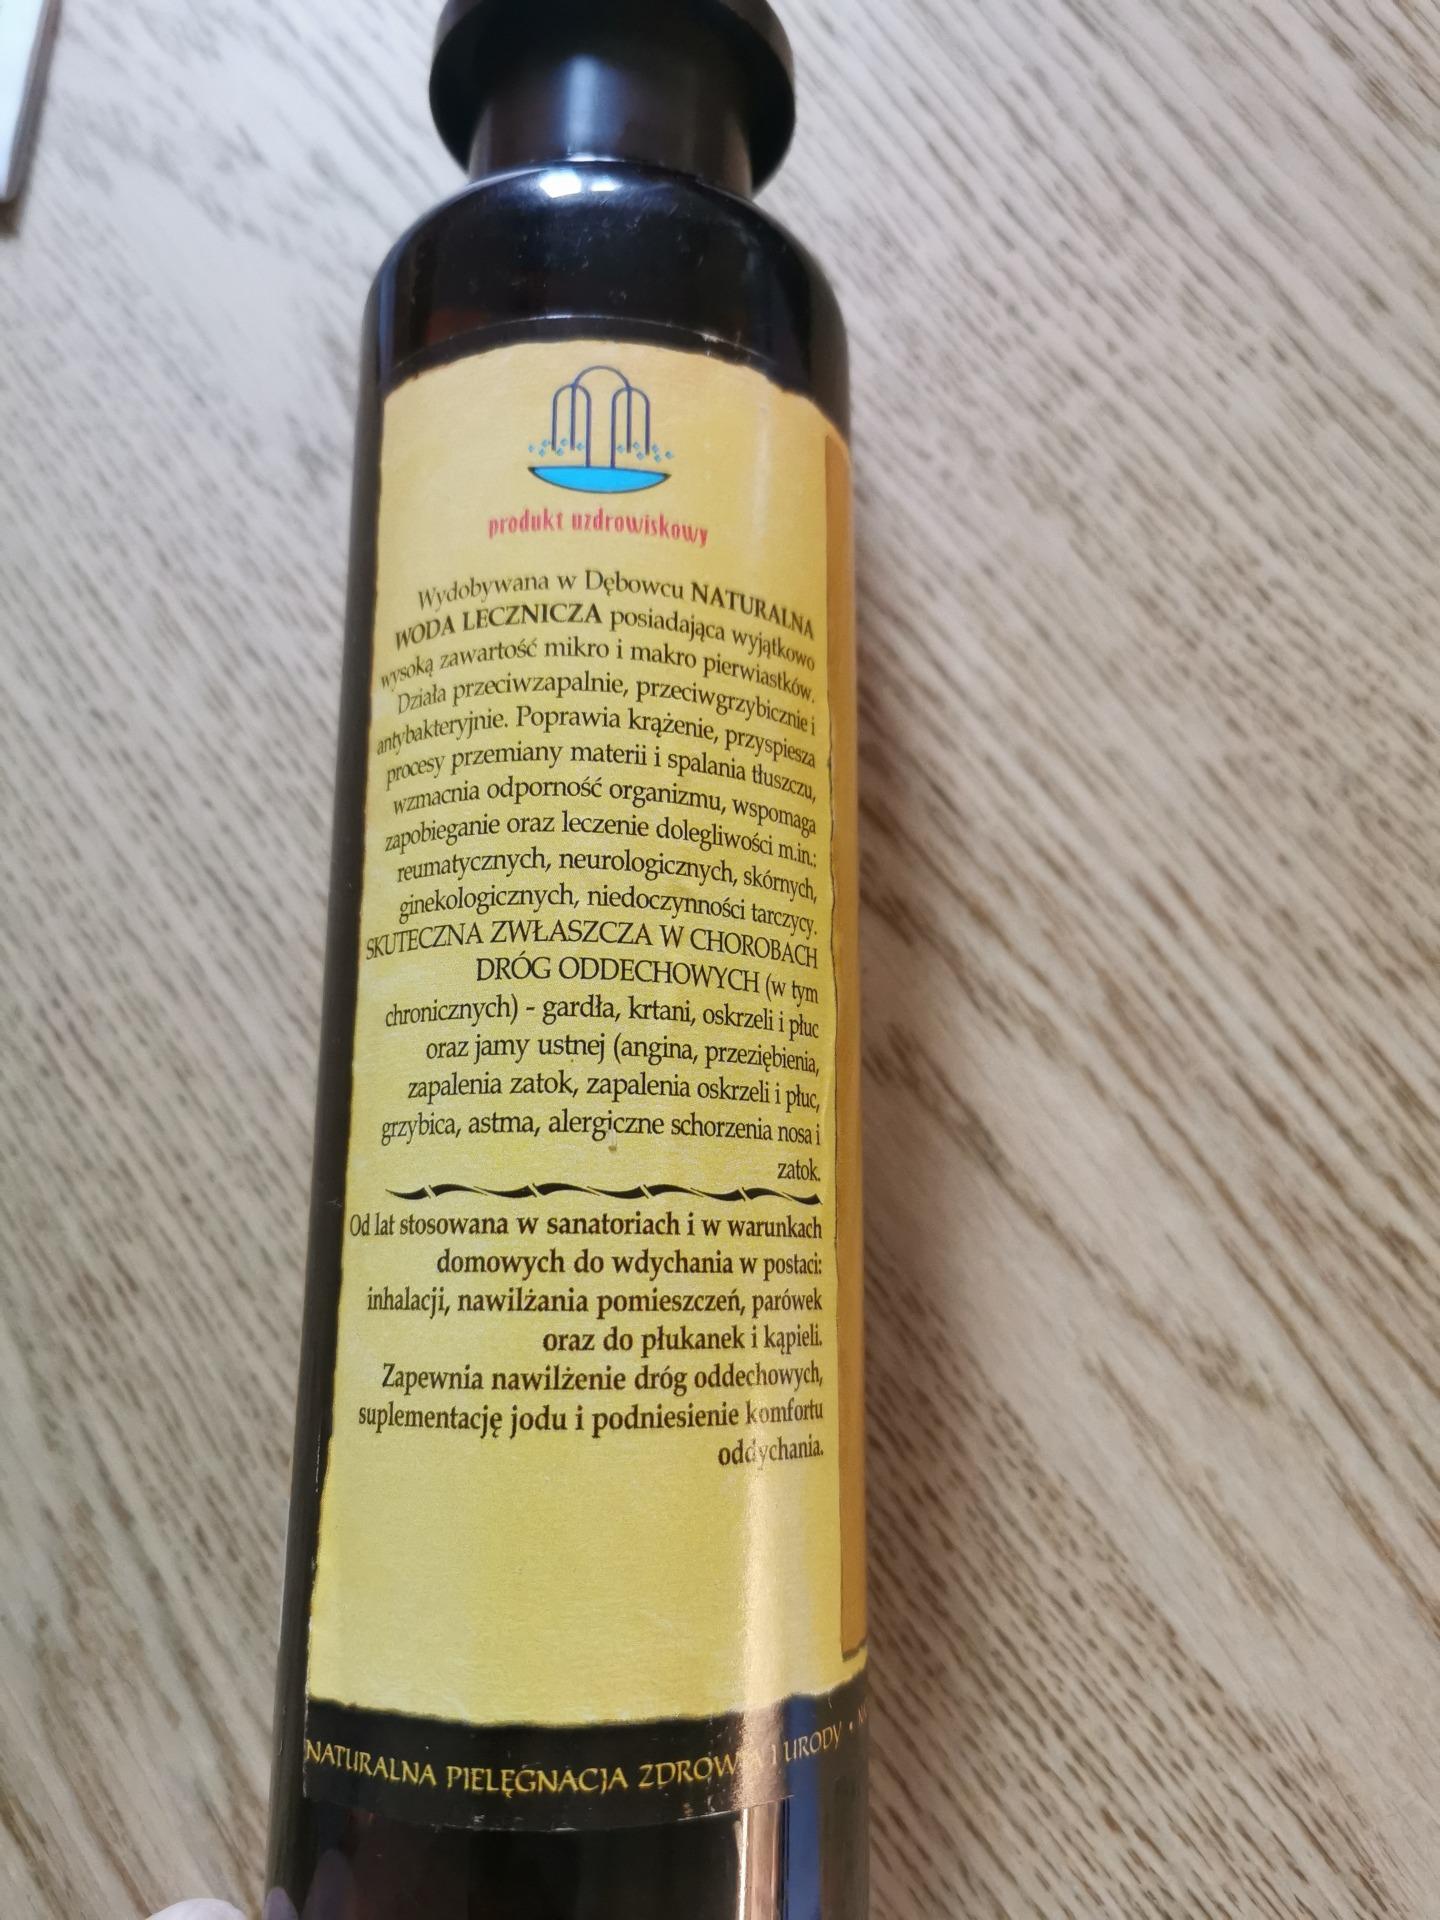 produkt uzdrowiskowy
Wydobywana w Dębowcu NATURALNA
WODA LECZNICZA posiadająca wyjątkowo
wysoką zawartość mikro i makro pierwiastków.
Działa przeciwzapalnie, przeciwgrzybicznie i
antybakteryjnie. Poprawia krążenie, przyspiesza
procesy przemiany materii i spalania tłuszczu,
wzmacnia odporność organizmu, wspomaga
zapobieganie oraz leczenie dolegliwości m.in.:
reumatycznych, neurologicznych, skórnych,
ginekologicznych, niedoczynności tarczycy.
SKUTECZNA ZWŁASZCZA W CHOROBACH
DRÓG ODDECHOWYCH (w tym
chronicznych) - gardła, krtani, oskrzeli i płuc
oraz jamy ustnej (angina, przeziębienia,
zapalenia zatok, zapalenia oskrzeli i płuc,
grzybica, astma, alergiczne schorzenia nosa i
zatok.
Od lat stosowana w sanatoriach i w warunkach
domowych do wdychania w postaci:
inhalacji, nawilżania pomieszczeń, parówek
oraz do płukanek i kąpieli.
Zapewnia nawilżenie dróg oddechowych,
suplementację jodu i podniesienie komfortu
oddychania.
NATURALNA PIELĘGNACJA ZDROWIA I URODY •